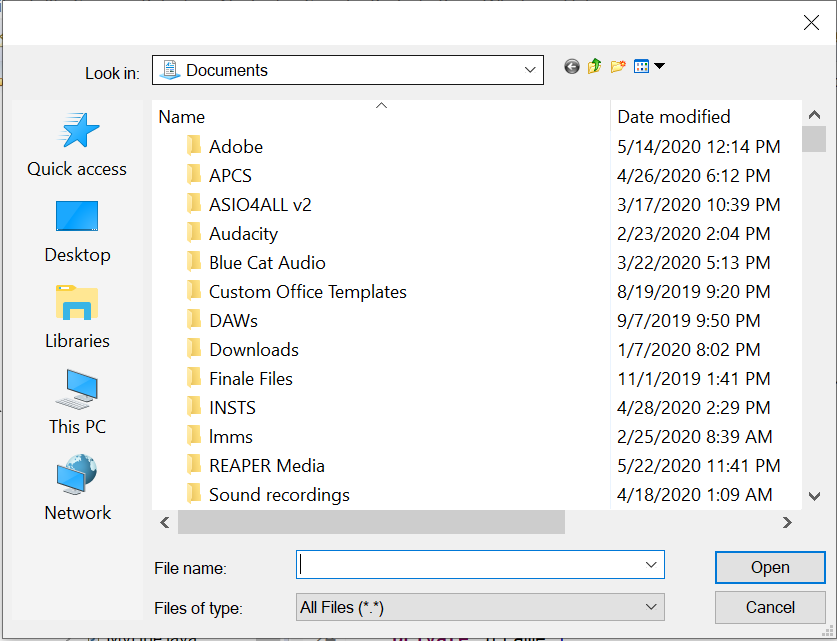 Look in:
Documents
Quick access
Desktop
Libraries
This PC
Network
Name Date modified
Adobe 5/14/2020 12:14 PM
APCS 4/26/2020 6:12 PM
ASIO4ALL v2 3/17/2020 10:39 PM
Audacity 2/23/2020 2:04 PM
Blue Cat Audio 3/22/2020 5:13 PM
Custom Office Templates 8/19/2019 9:20 PM
DAWs 9/7/2019 9:50 PM
Downloads 1/7/2020 8:02 PM
Finale Files 11/1/2019 1:41 PM
INSTS 4/28/2020 2:29 PM
lmms 2/25/2020 8:39 AM
REAPER Media 5/22/2020 11:41 PM
Sound recordings 4/18/2020 1:09 AM
File name:
Open
Files of type: All Files (*.*)
Cancel